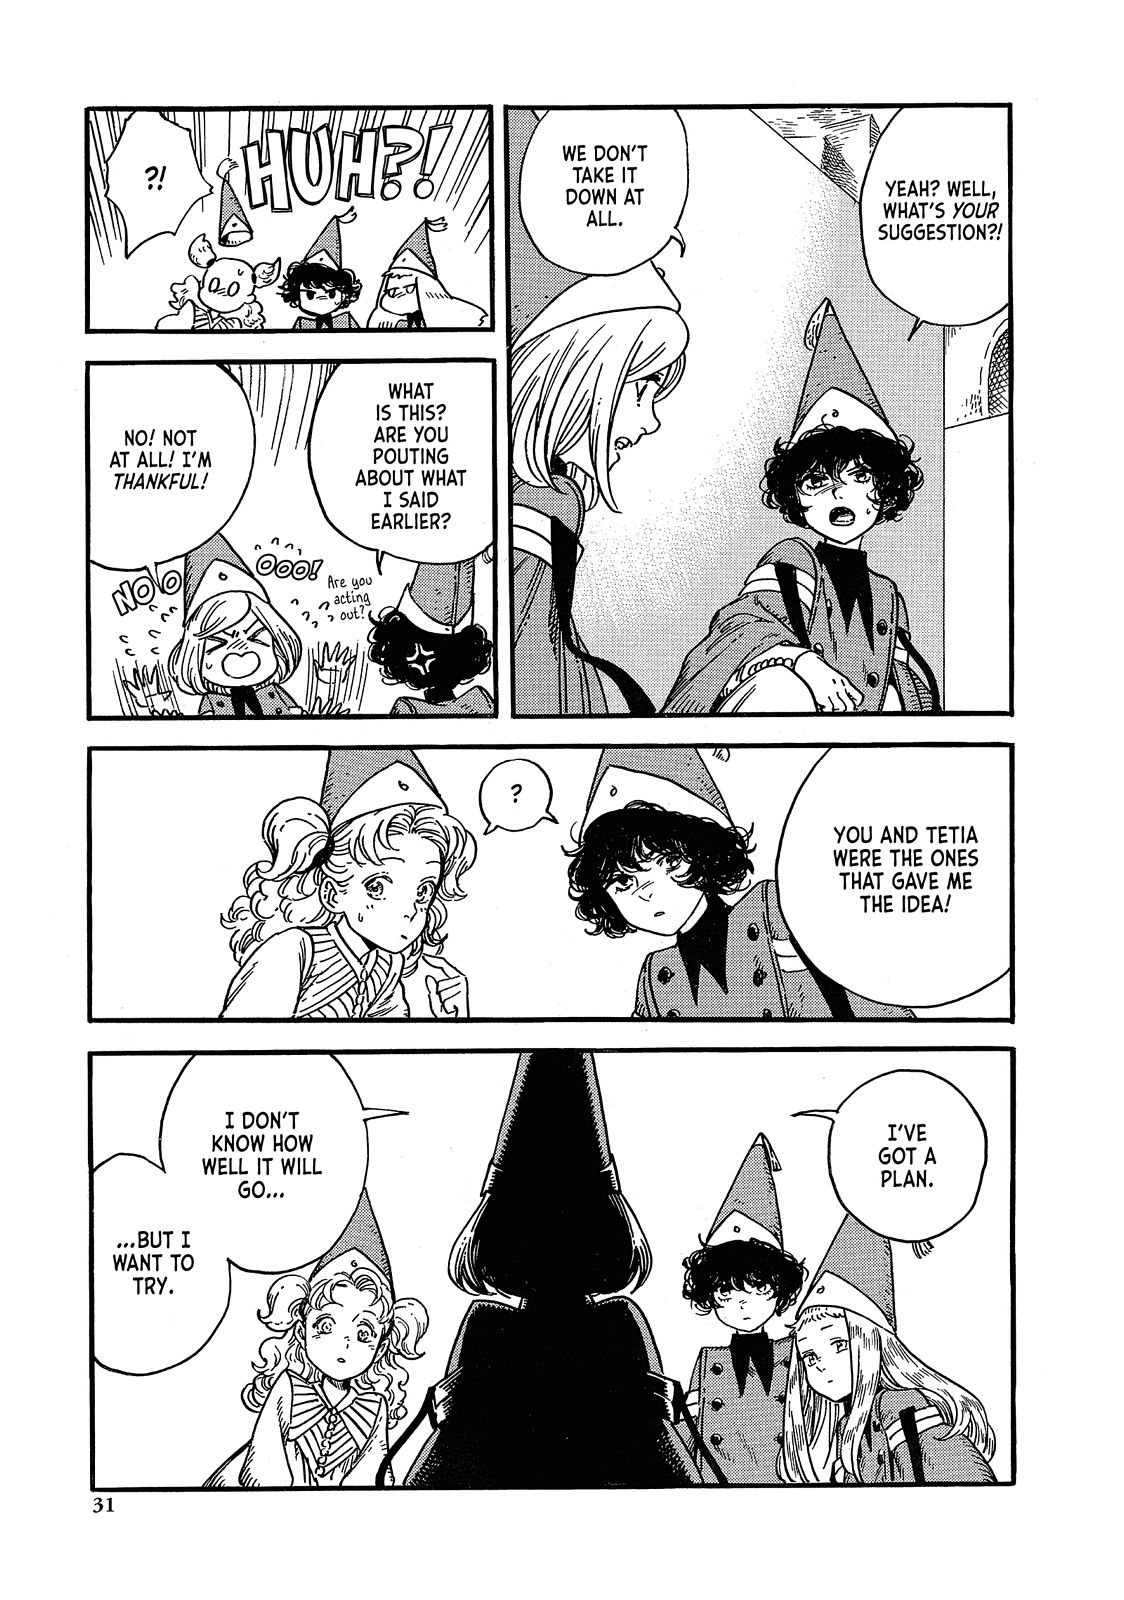 YEAH? WELL,
WHAT'S YOUR
SUGGESTION?!
WE DON'T
TAKE IT
DOWN AT
ALL.
HUH?!
?!
WHAT
IS THIS?
ARE YOU
POUTING
ABOUT WHAT
I SAID
EARLIER?
NO! NOT
AT ALL! I'M
THANKFUL!
Are you
acting
out?
NOO
OOO!
YOU AND TETIA
WERE THE ONES
THAT GAVE ME
THE IDEA!
?
I'VE
GOT A
PLAN.
I DON'T
KNOW HOW
WELL IT WILL
GO...
...BUT I
WANT TO
TRY.
31